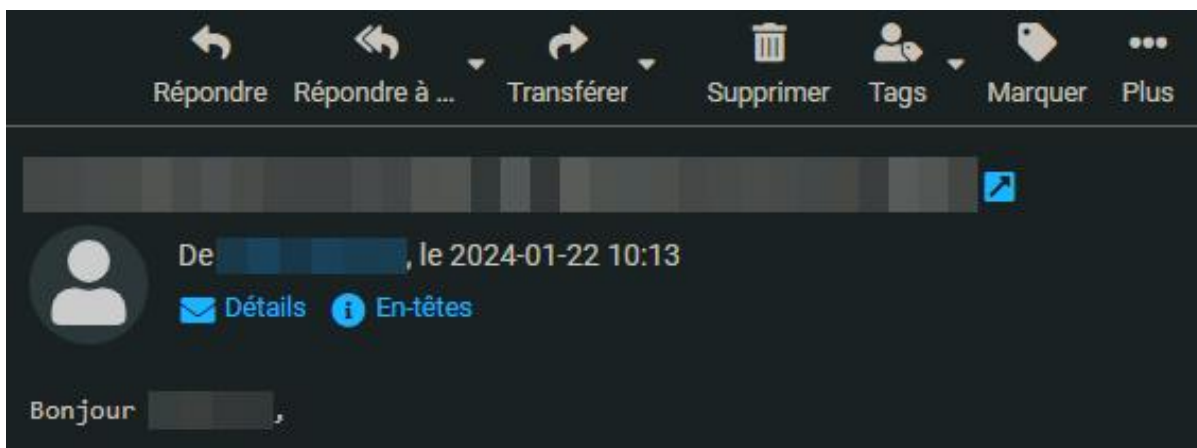 Répondre Répondre à ... Transférer Supprimer Tags Marquer Plus
De , le 2024-01-22 10:13
Détails En-têtes
Bonjour ,